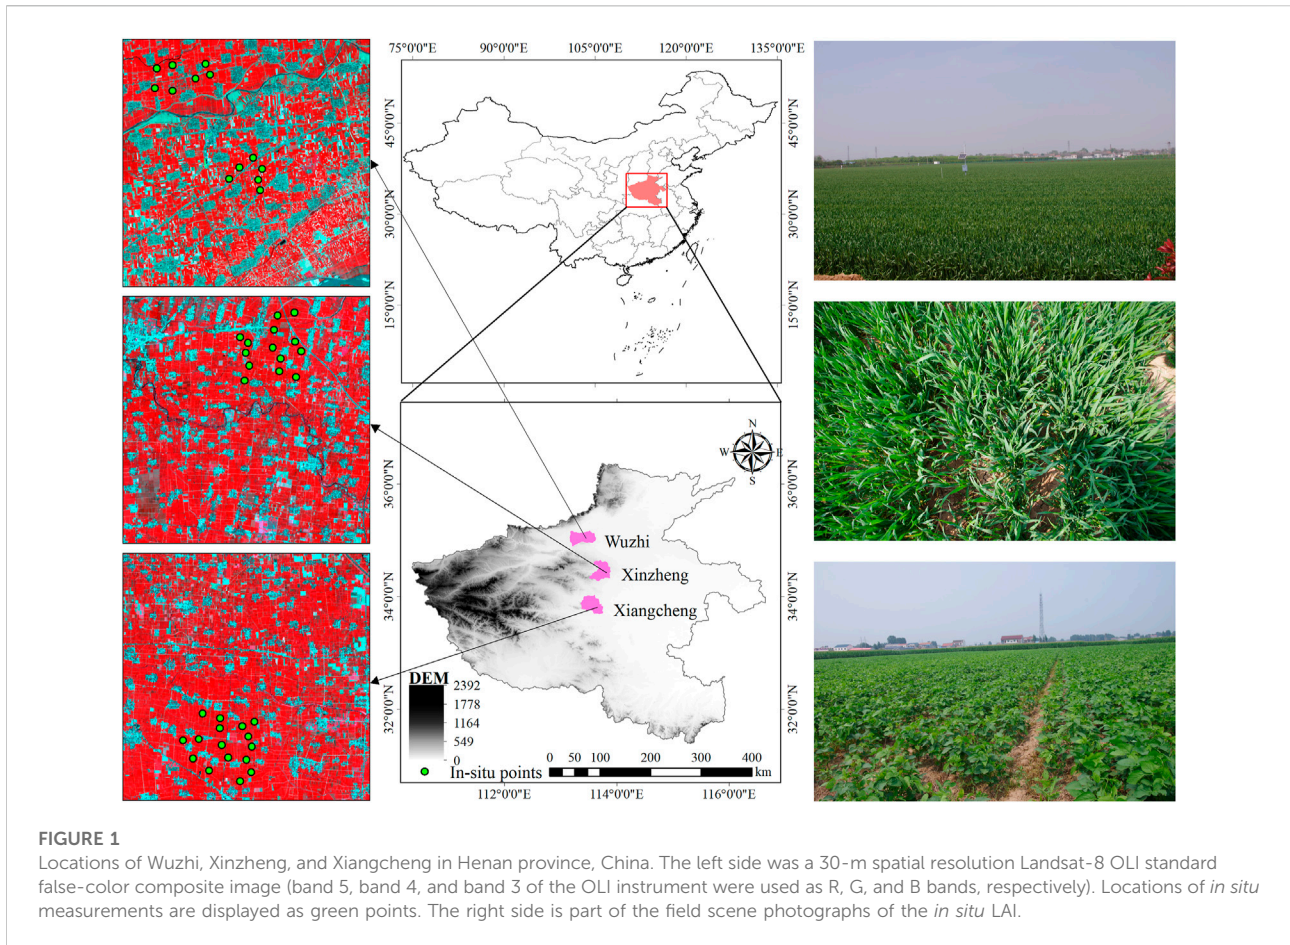 75°0'0"E 90°0'0"E 105°0'0"E 120°0'0"E 135°0'0"E
45°0'0"N 45°0'0"N
30°0'0"N 30°0'0"N
15°0'0"N 15°0'0"N
N
W E
S
36°0'0"N 36°0'0"N
Wuzhi
Xinzheng
34°0'0"N 34°0'0"N
Xiangcheng
DEM
2392
1778
1164
549
0
32°0'0"N 32°0'0"N
In-situ points
0 50 100 200 300 400
km
112°0'0"E 114°0'0"E 116°0'0"E
FIGURE 1
Locations of Wuzhi, Xinzheng, and Xiangcheng in Henan province, China. The left side was a 30-m spatial resolution Landsat-8 OLI standard
false-color composite image (band 5, band 4, and band 3 of the OLI instrument were used as R, G, and B bands, respectively). Locations of in situ
measurements are displayed as green points. The right side is part of the field scene photographs of the in situ LAI.